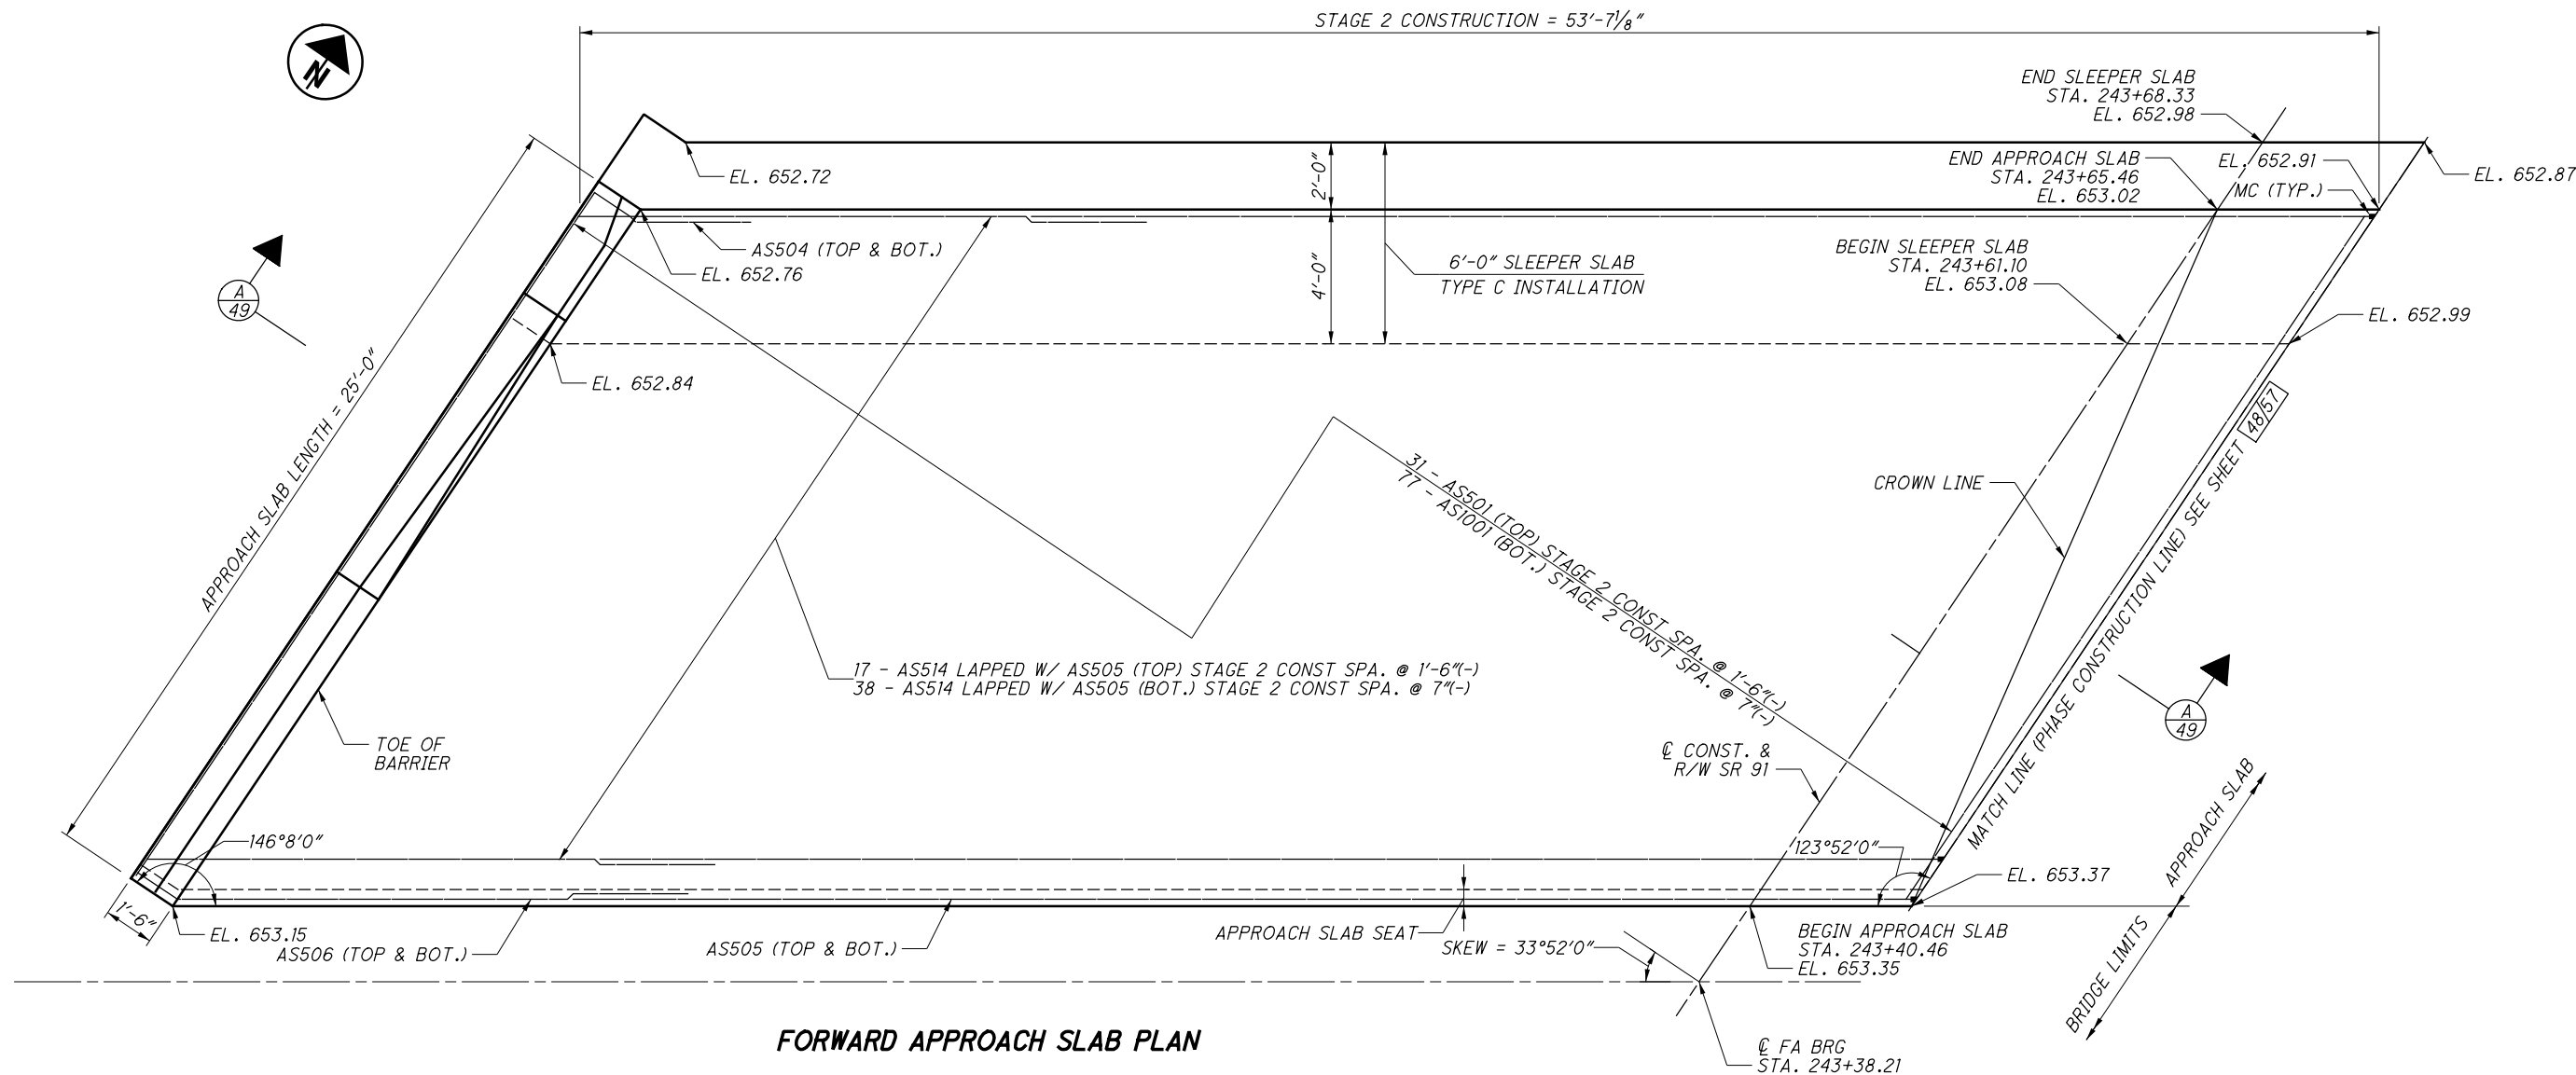 STAGE 2 CONSTRUCTION = 53'-7⅛"
N
END SLEEPER SLAB
STA. 243+68.33
EL. 652.98
END APPROACH SLAB
STA. 243+65.46
EL. 653.02
EL. 652.91
MC (TYP.)
EL. 652.87
EL. 652.72
2'-0"
AS504 (TOP & BOT.)
EL. 652.76
4'-0"
6'-0" SLEEPER SLAB
TYPE C INSTALLATION
BEGIN SLEEPER SLAB
STA. 243+61.10
EL. 653.08
A
49
EL. 652.99
EL. 652.84
APPROACH SLAB LENGTH = 25'-0"
31 - AS501 (TOP) STAGE 2 CONST SPA. @ 1'-6"(-)
77 - AS1001 (BOT.) STAGE 2 CONST SPA. @ 7"(-)
CROWN LINE
MATCH LINE (PHASE CONSTRUCTION LINE) SEE SHEET 48/57
17 - AS514 LAPPED W/ AS505 (TOP) STAGE 2 CONST SPA. @ 1'-6"(-)
38 - AS514 LAPPED W/ AS505 (BOT.) STAGE 2 CONST SPA. @ 7"(-)
TOE OF
BARRIER
℄ CONST. &
R/W SR 91
A
49
146°8'0"
123°52'0"
EL. 653.37
APPROACH SLAB
BRIDGE LIMITS
1'-6"
EL. 653.15
AS506 (TOP & BOT.)
AS505 (TOP & BOT.)
APPROACH SLAB SEAT
SKEW = 33°52'0"
BEGIN APPROACH SLAB
STA. 243+40.46
EL. 653.35
FORWARD APPROACH SLAB PLAN
℄ FA BRG
STA. 243+38.21